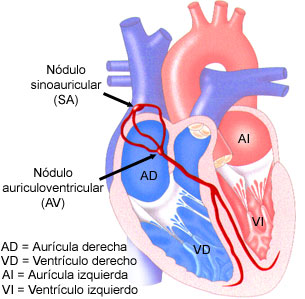 Nódulo
sinoauricular
(SA)
Nódulo
auriculoventricular
(AV)
AD
AI
VD
VI
AD = Aurícula derecha
VD = Ventrículo derecho
AI = Aurícula izquierda
VI = Ventrículo izquierdo